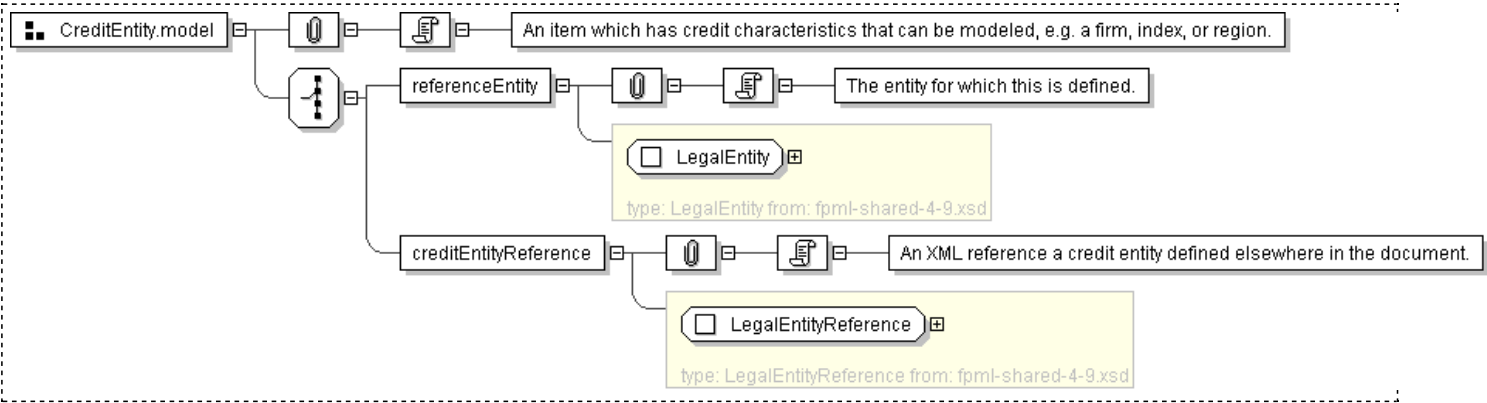 CreditEntity.model
An item which has credit characteristics that can be modeled, e.g. a firm, index, or region.
referenceEntity
The entity for which this is defined.
LegalEntity
type: LegalEntity from: fpml-shared-4-9.xsd
creditEntityReference
An XML reference a credit entity defined elsewhere in the document.
LegalEntityReference
type: LegalEntityReference from: fpml-shared-4-9.xsd